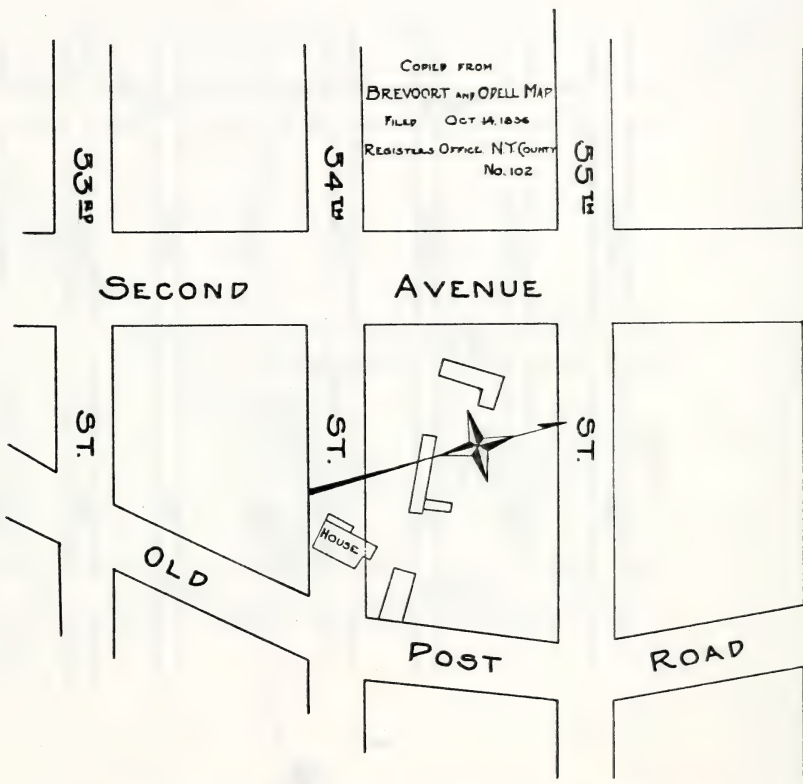 COPIED FROM
BREVOORT AND ODELL MAP
FILED OCT 14, 1836
REGISTERS OFFICE N.Y. COUNTY
No. 102
53RD
54TH
55TH
SECOND AVENUE
ST.
ST.
ST.
HOUSE
OLD
POST
ROAD